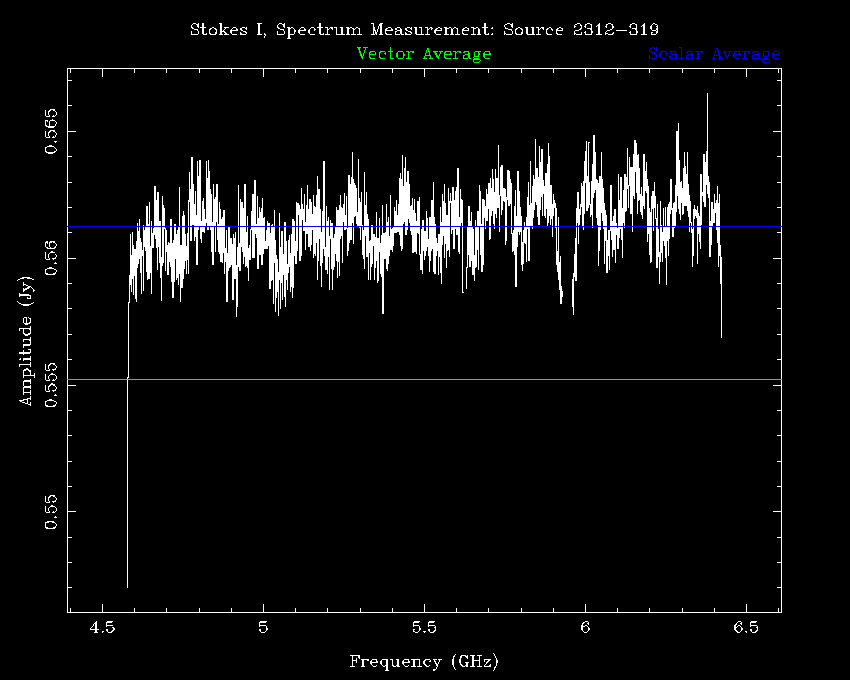 Stokes I, Spectrum Measurement: Source 2312-319
Vector Average
Scalar Average
0.565
0.56
0.555
0.55
Amplitude (Jy)
4.5 5 5.5 6 6.5
Frequency (GHz)